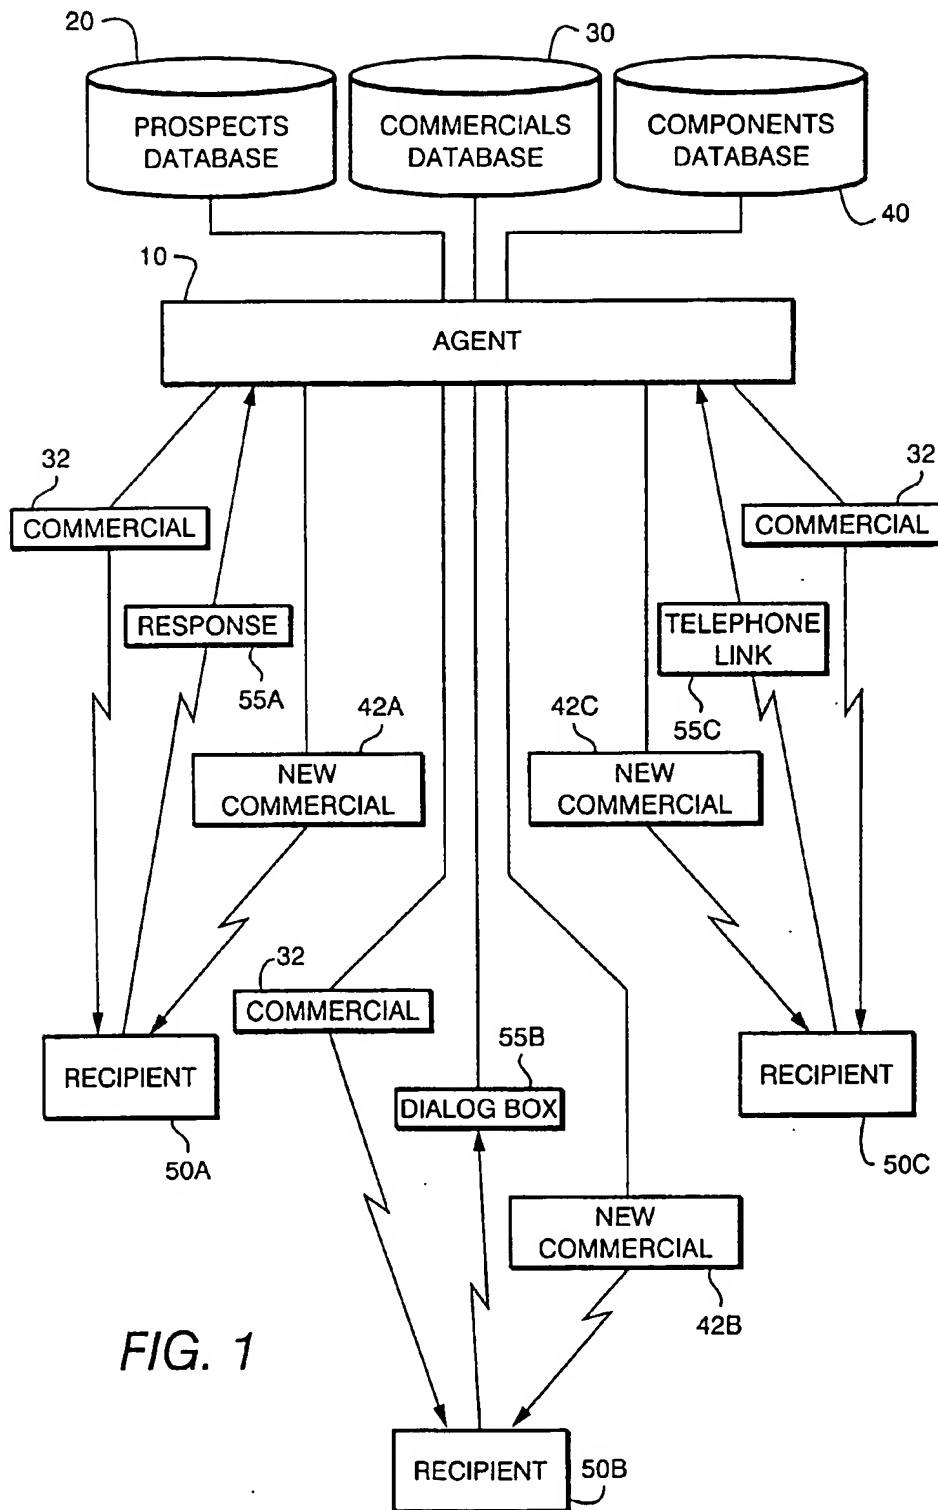 20
30
PROSPECTS
DATABASE
COMMERCIALS
DATABASE
COMPONENTS
DATABASE
40
10
AGENT
32
COMMERCIAL
32
COMMERCIAL
RESPONSE
55A
TELEPHONE
LINK
55C
42A
NEW
COMMERCIAL
42C
NEW
COMMERCIAL
32
COMMERCIAL
RECIPIENT
50A
55B
DIALOG BOX
RECIPIENT
50C
NEW
COMMERCIAL
42B
FIG. 1
RECIPIENT
50B